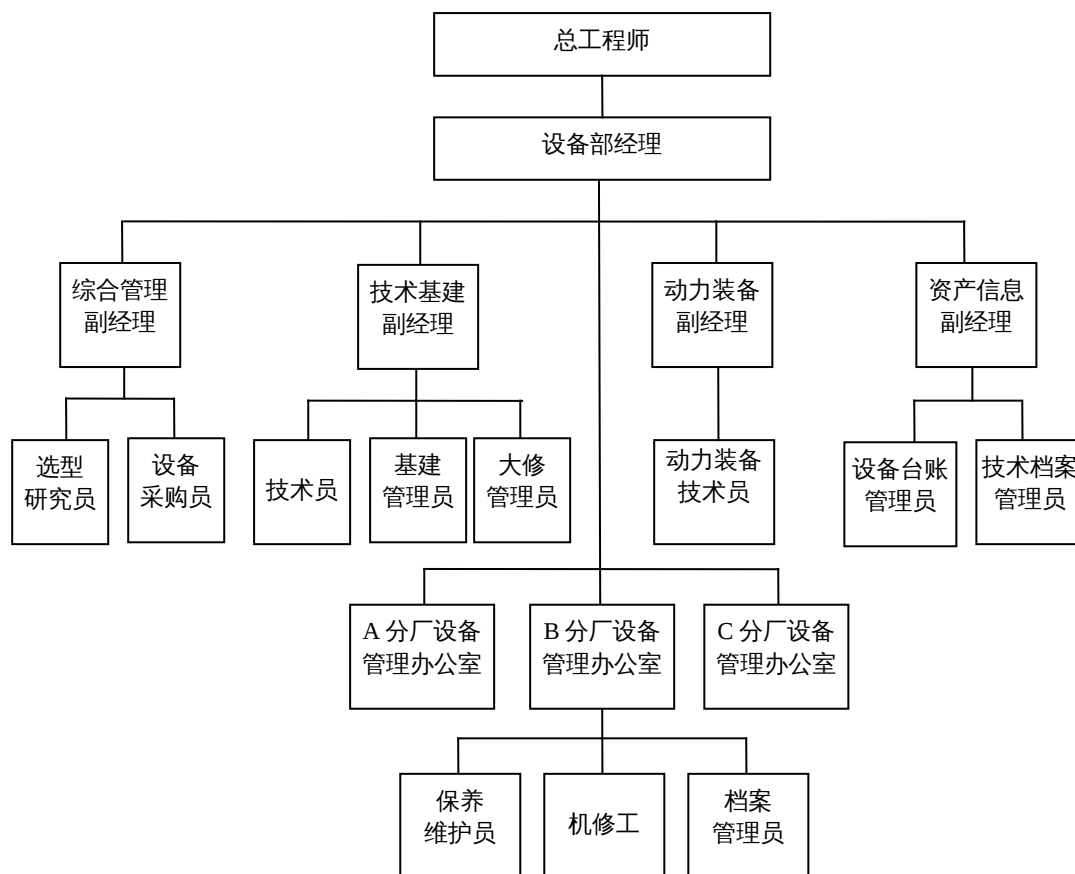 总工程师
设备部经理
综合管理
副经理
技术基建
副经理
动力装备
副经理
资产信息
副经理
选型
研究员
设备
采购员
技术员
基建
管理员
大修
管理员
动力装备
技术员
设备台账
管理员
技术档案
管理员
A 分厂设备
管理办公室
B 分厂设备
管理办公室
C 分厂设备
管理办公室
保养
维护员
机修工
档案
管理员